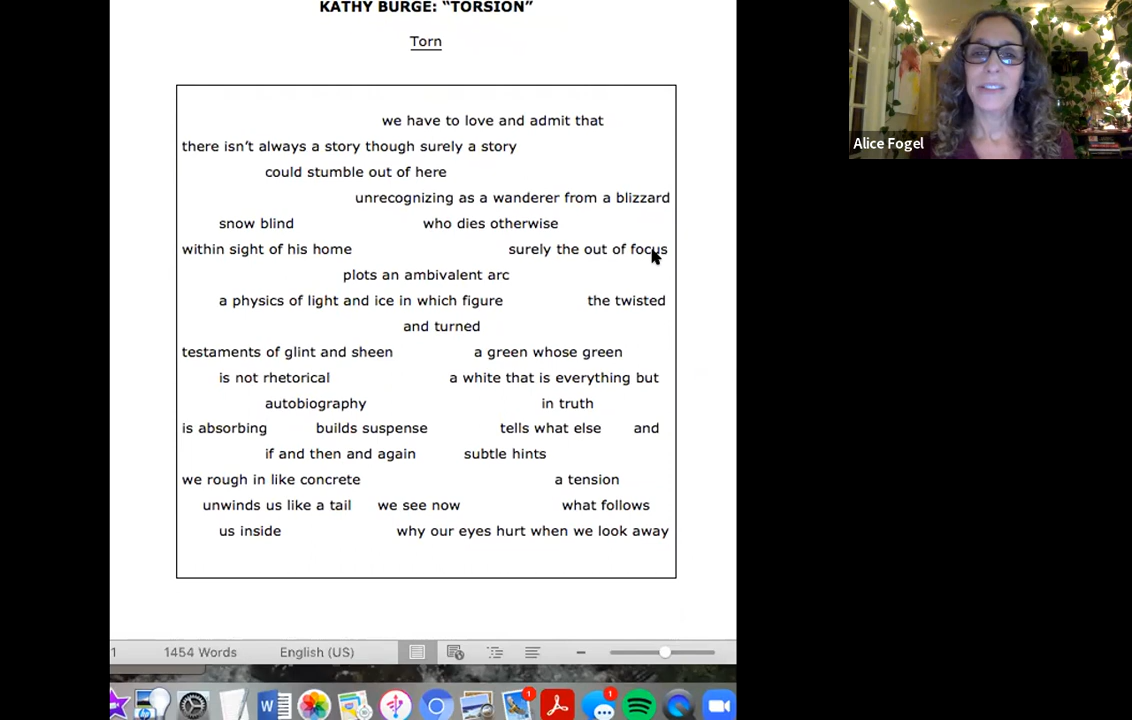 KATHY BURGE: “TORSION”
Torn
we have to love and admit that
there isn’t always a story though surely a story
could stumble out of here
unrecognizing as a wanderer from a blizzard
snow blind who dies otherwise
within sight of his home surely the out of focus
plots an ambivalent arc
a physics of light and ice in which figure the twisted
and turned
testaments of glint and sheen a green whose green
is not rhetorical a white that is everything but
autobiography in truth
is absorbing builds suspense tells what else and
if and then and again subtle hints
we rough in like concrete a tension
unwinds us like a tail we see now what follows
us inside why our eyes hurt when we look away
1 1454 Words English (US)
1 1
Alice Fogel